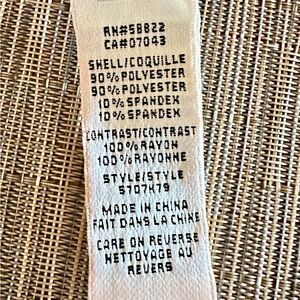 RN#58822
CA#07043
SHELL/COQUILLE
90%POLYESTER
90%POLYESTER
10%SPANDEX
10%SPANDEX
CONTRAST/CONTRAST
100%RAYON
100%RAYONNE
STYLE/STYLE
5707H79
MADE IN CHINA
FAIT DANS LA CHINE
CARE ON REVERSE
NETTOYAGE AU
REVERS